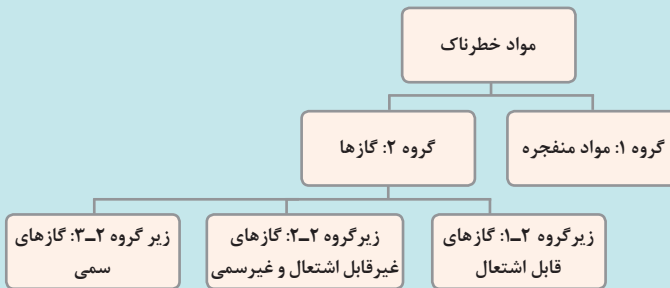 مواد خطرناک
گروه ۱: مواد منفجره
گروه ۲: گازها
زیرگروه ۲ـ۱: گازهای
قابل اشتعال
زیرگروه ۲ـ۲: گازهای
غیرقابل اشتعال و غیرسمی
زیر گروه ۲ـ۳: گازهای
سمی